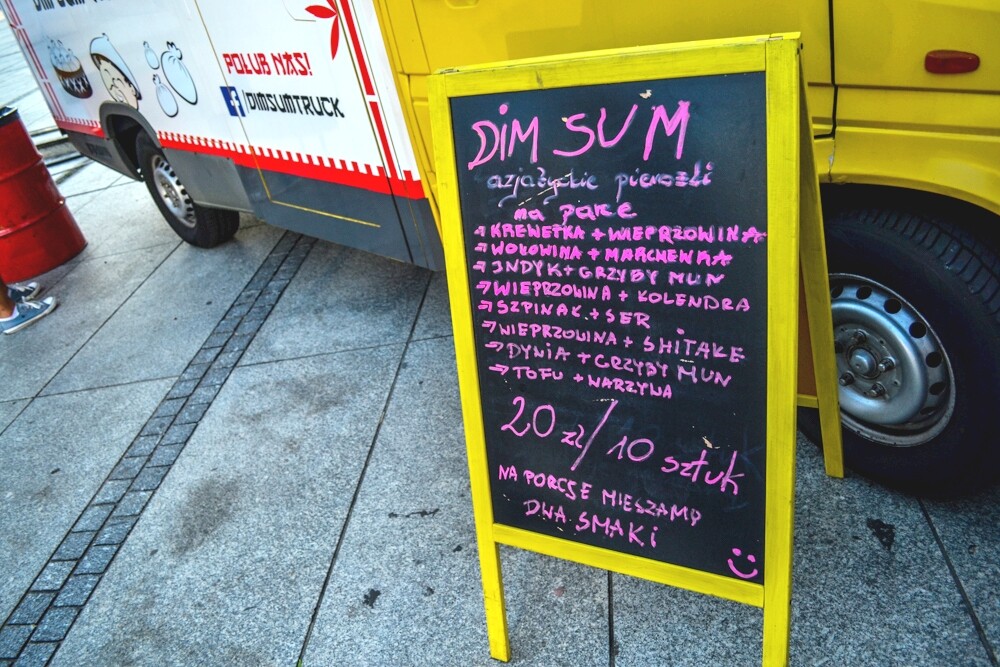 POLUB NAS!
f/DIMSUMTRUCK
DiM SUM
azjatyckie pierożki
na parę
→ KREWETKA + WIEPRZOWINA
→ WOŁOWINA + MARCHEWKA
→ INDYK + GRZYBY MUN
→ WIEPRZOWINA + KOLENDRA
→ SZPINAK + SER
→ WIEPRZOWINA + SHITAKE
→ DYNIA + GRZYBY MUN
→ TOFU + WARZYWA
20 zł/10 sztuk
NA PORCJE MIESZAMY
DWA SMAKi